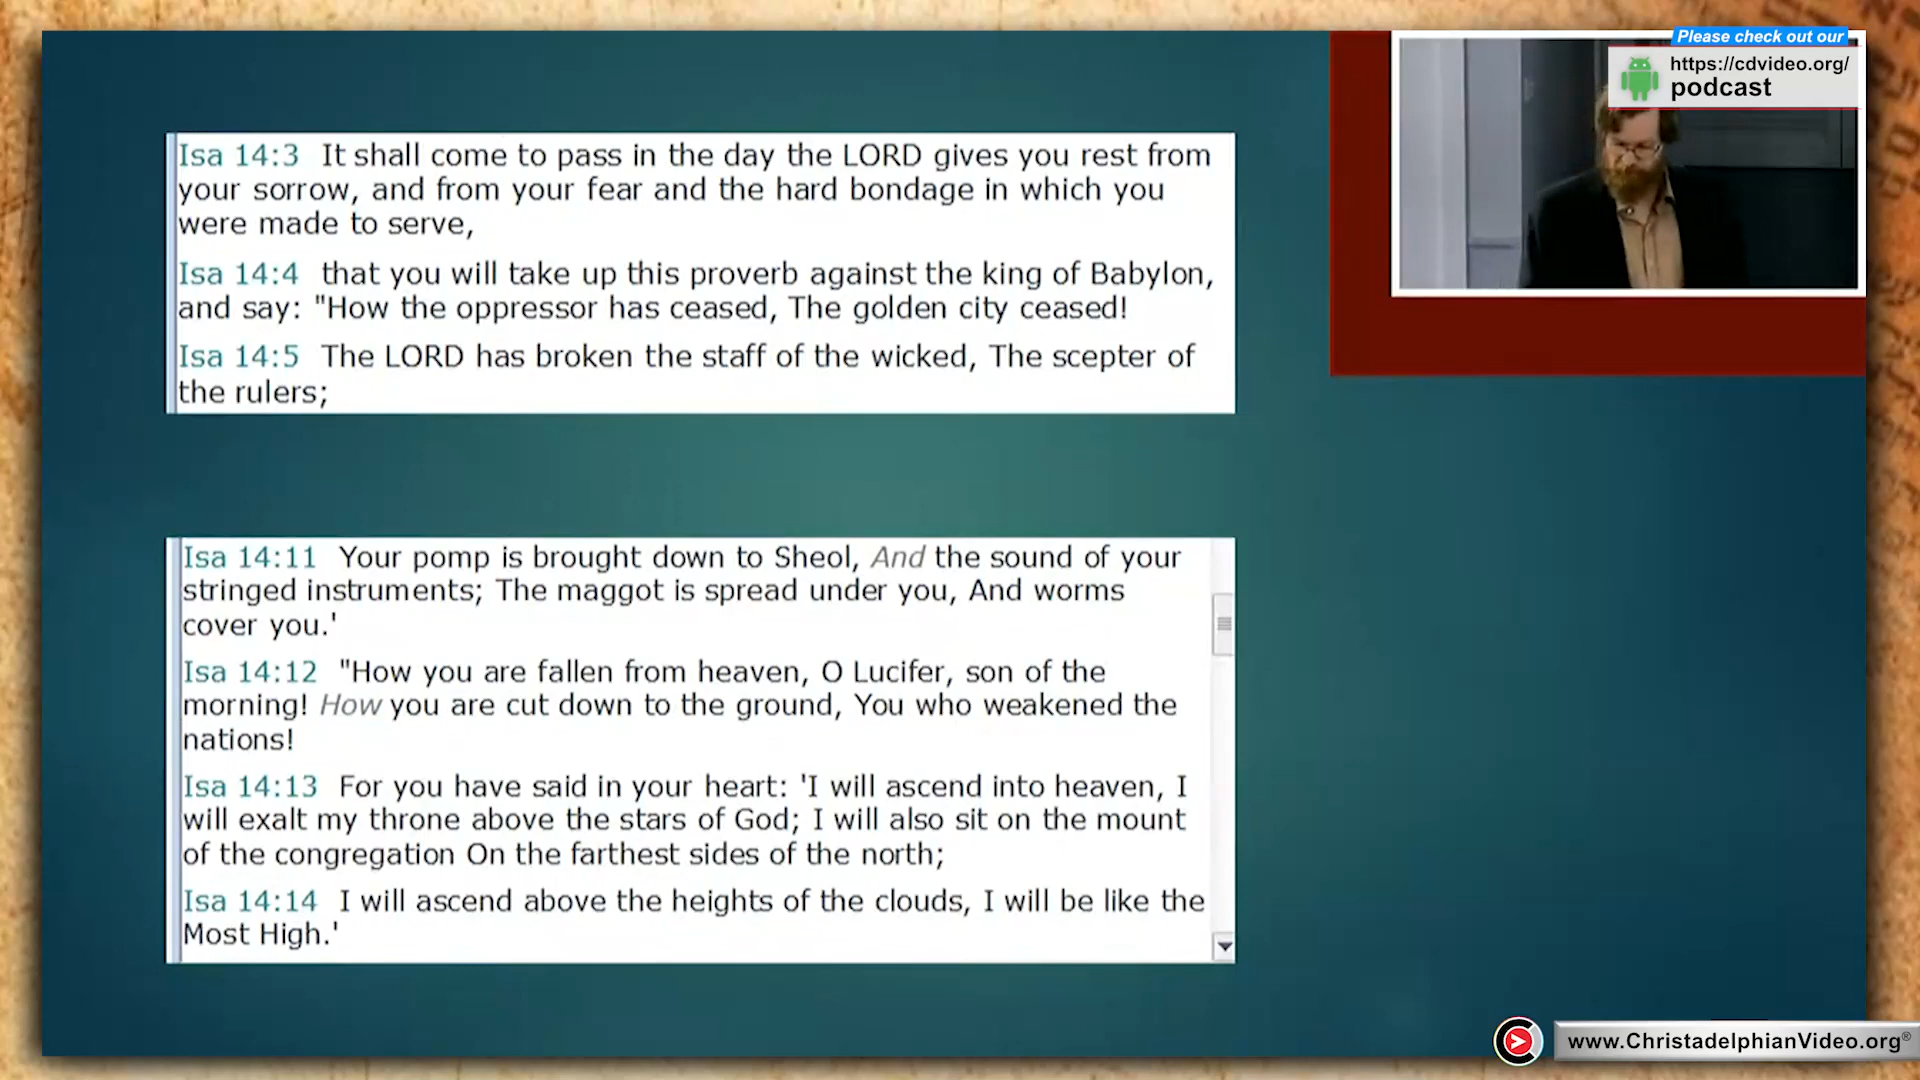 Please check out our
https://cdvideo.org/
podcast
Isa 14:3 It shall come to pass in the day the LORD gives you rest from
your sorrow, and from your fear and the hard bondage in which you
were made to serve,
Isa 14:4 that you will take up this proverb against the king of Babylon,
and say: "How the oppressor has ceased, The golden city ceased!
Isa 14:5 The LORD has broken the staff of the wicked, The scepter of
the rulers;
Isa 14:11 Your pomp is brought down to Sheol, And the sound of your
stringed instruments; The maggot is spread under you, And worms
cover you.'
Isa 14:12 "How you are fallen from heaven, O Lucifer, son of the
morning! How you are cut down to the ground, You who weakened the
nations!
Isa 14:13 For you have said in your heart: 'I will ascend into heaven, I
will exalt my throne above the stars of God; I will also sit on the mount
of the congregation On the farthest sides of the north;
Isa 14:14 I will ascend above the heights of the clouds, I will be like the
Most High.'
www.ChristadelphianVideo.org®